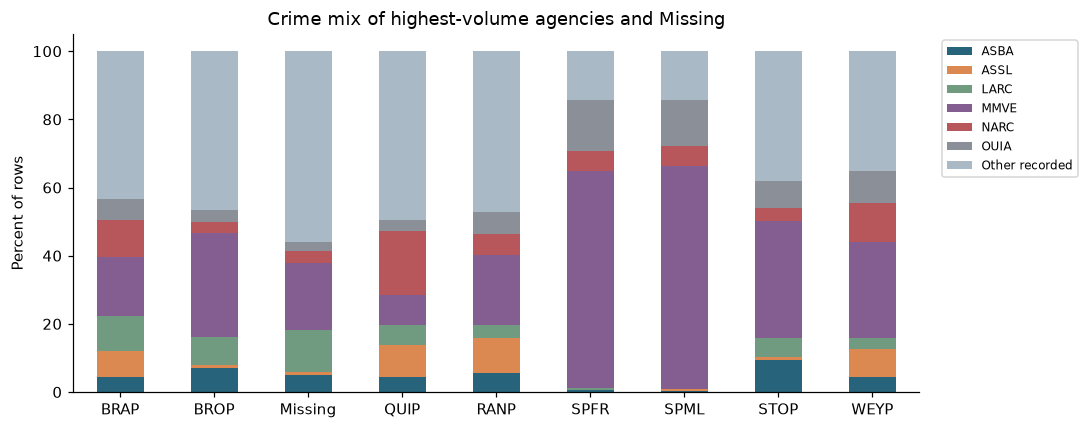 Crime mix of highest-volume agencies and Missing
Percent of rows
100
80
60
40
20
0
BRAP BROP Missing QUIP RANP SPFR SPML STOP WEYP
ASBA
ASSL
LARC
MMVE
NARC
OUIA
Other recorded